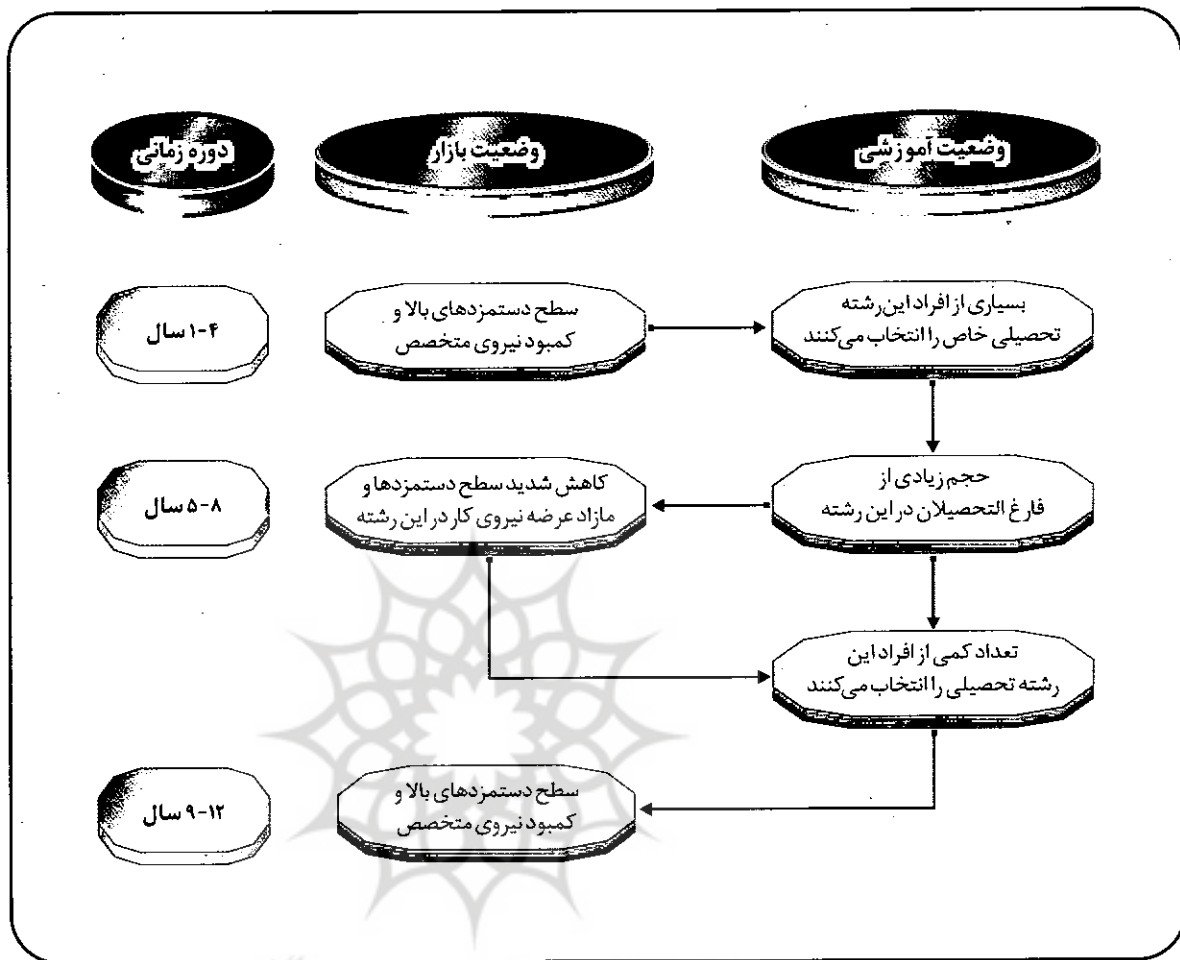 وضعیت آموزشی
وضعیت بازار
دوره زمانی
بسیاری از افراد این رشته
تحصیلی خاص را انتخاب می‌کنند
سطح دستمزدهای بالا و
کمبود نیروی متخصص
۱-۴ سال
حجم زیادی از
فارغ التحصیلان در این رشته
کاهش شدید سطح دستمزدها و
مازاد عرضه نیروی کار در این رشته
۵-۸ سال
تعداد کمی از افراد این
رشته تحصیلی را انتخاب می‌کنند
سطح دستمزدهای بالا و
کمبود نیروی متخصص
۹-۱۲ سال